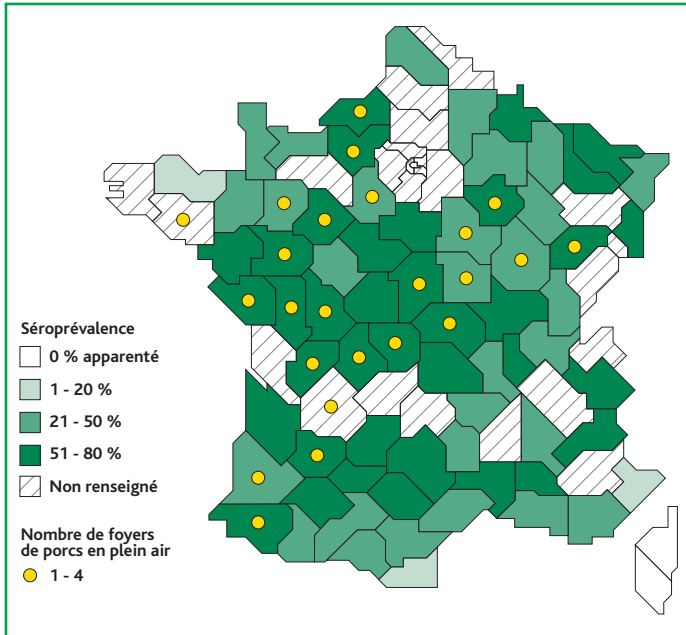 Séroprévalence
0 % apparenté
1 - 20 %
21 - 50 %
51 - 80 %
Non renseigné
Nombre de foyers
de porcs en plein air
1 - 4